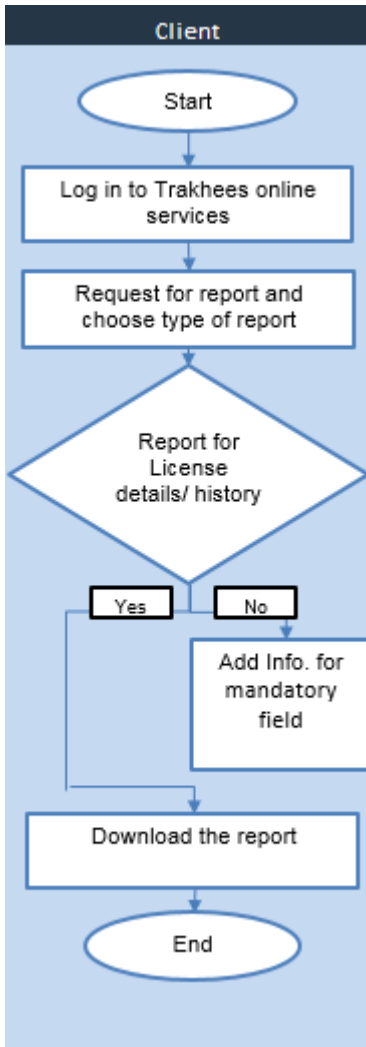 Client
Start
Log in to Trakhees online
services
Request for report and
choose type of report
Report for
License
details/ history
Yes
No
Add Info. for
mandatory
field
Download the report
End